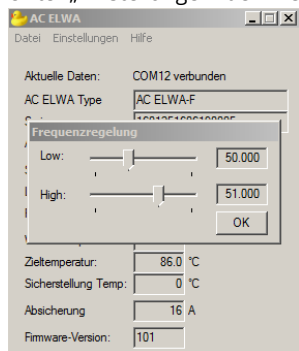 AC ELWA
Datei Einstellungen Hilfe
Aktuelle Daten: COM12 verbunden
AC ELWA Type AC ELWA-F
Frequenzregelung
Low: 50.000
High: 51.000
OK
Zieltemperatur: 86.0 °C
Sicherstellung Temp: 0 °C
Absicherung 16 A
Firmware-Version: 101